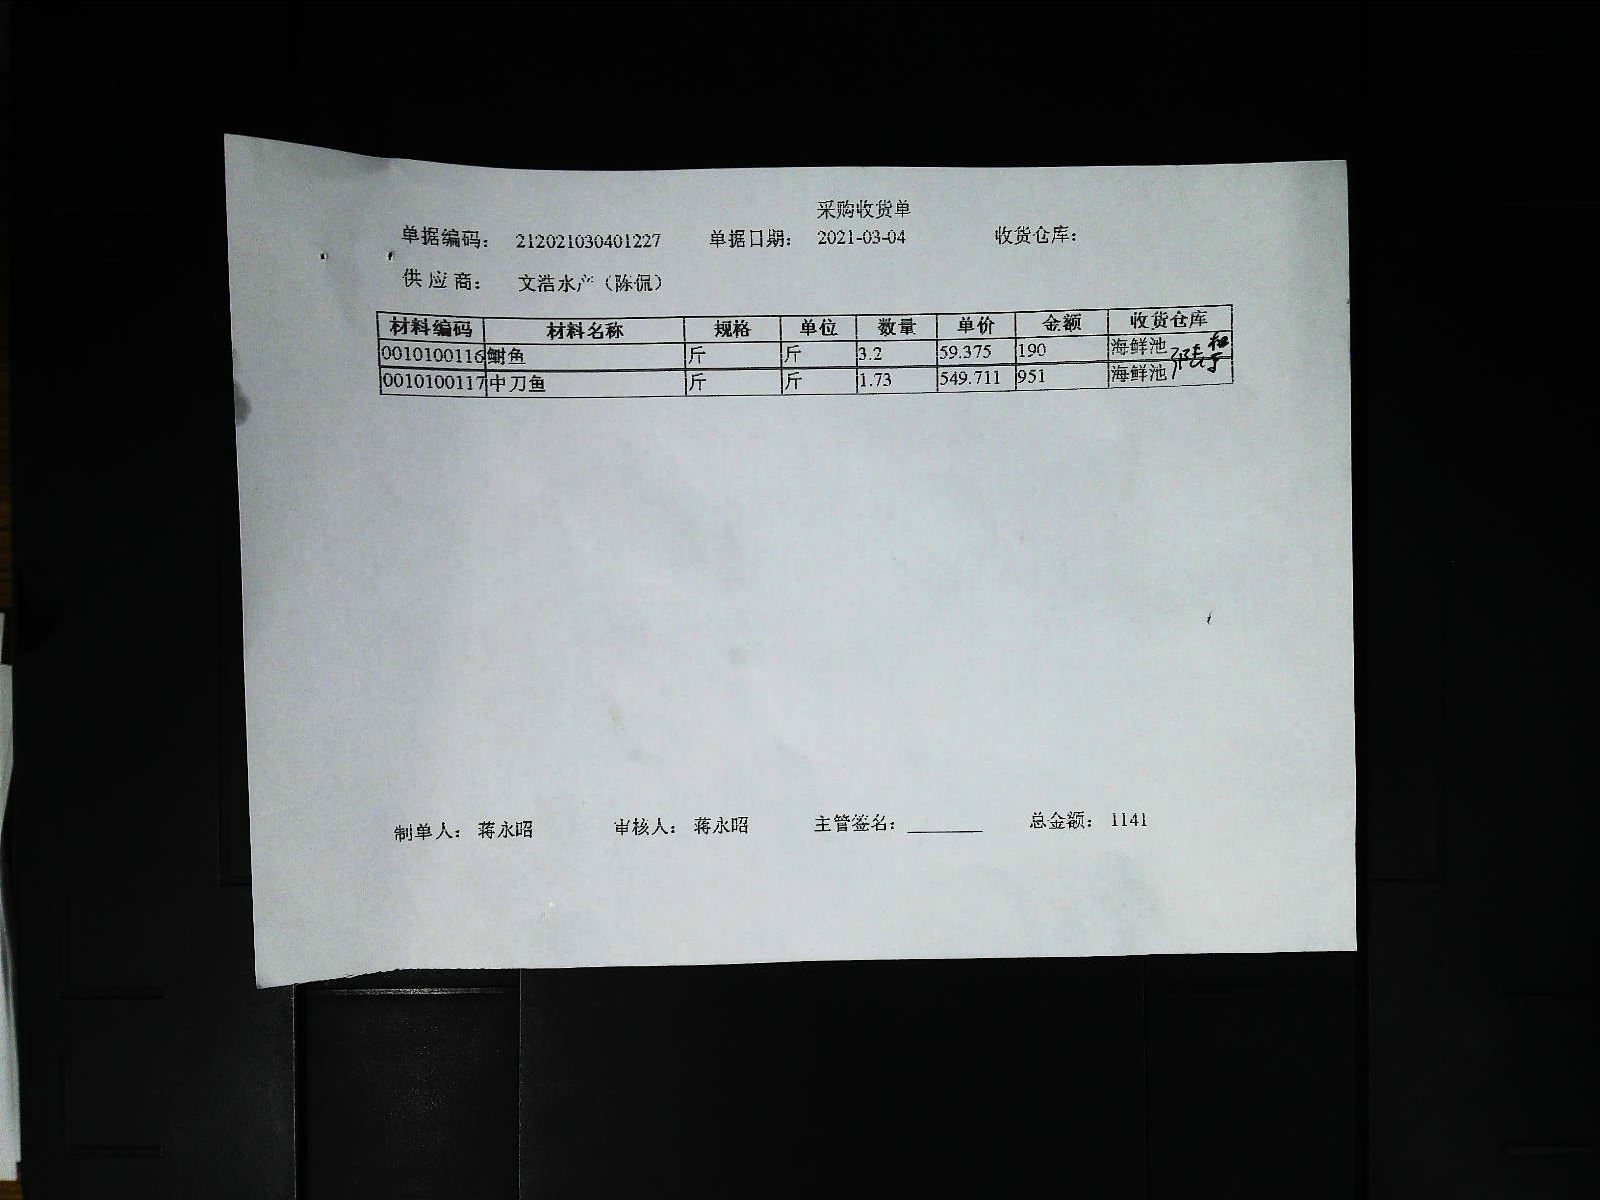 采购收货单
单据编码： 212021030401227 单据日期： 2021-03-04 收货仓库：
供应商： 文浩水产（陈侃）
材料编码 材料名称 规格 单位 数量 单价 金额 收货仓库
0010100116 鲥鱼 斤 斤 3.2 59.375 190 海鲜池
0010100117 中刀鱼 斤 斤 1.73 549.711 951 海鲜池
制单人： 蒋永昭 审核人： 蒋永昭 主管签名： ________ 总金额： 1141